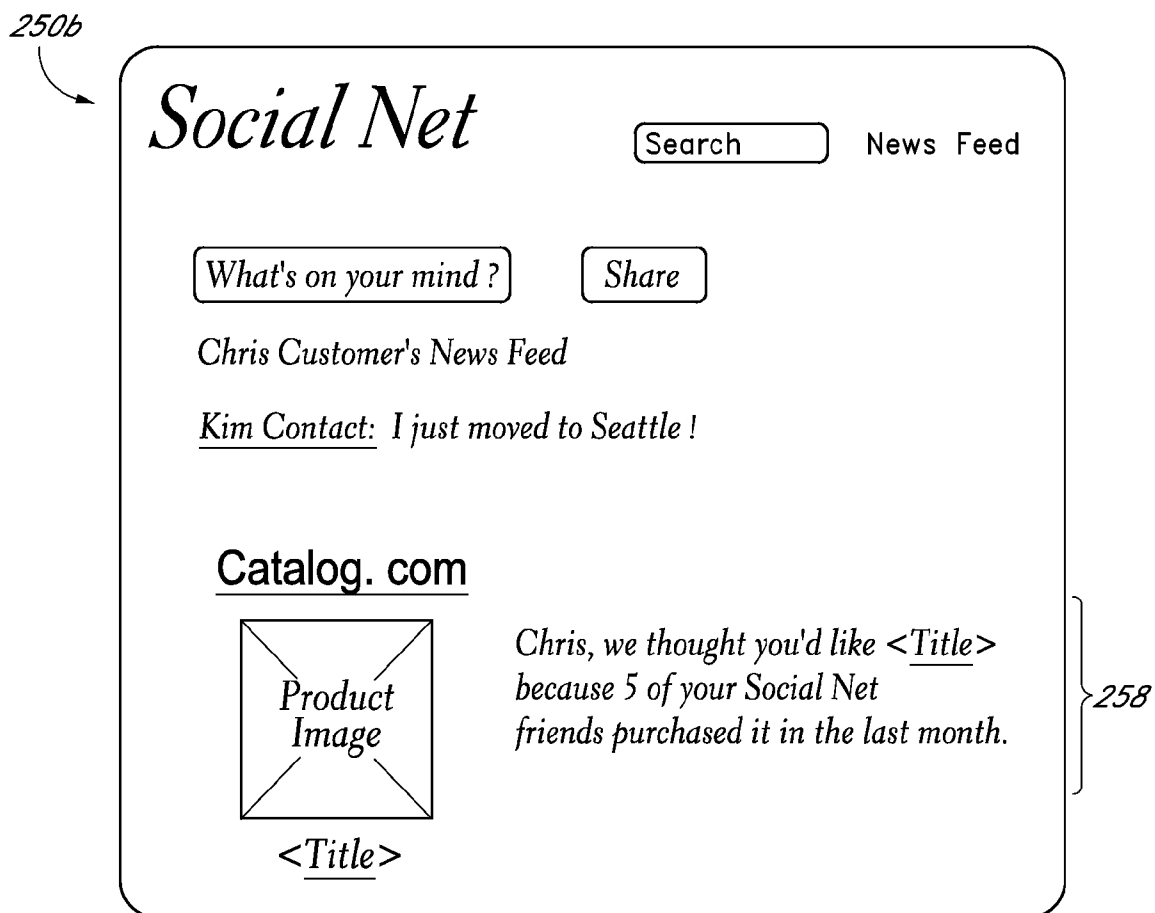 250b
Social Net
Search News Feed
What's on your mind ? Share
Chris Customer's News Feed
Kim Contact: I just moved to Seattle !
Catalog. com
Product
Image
<Title>
Chris, we thought you'd like <Title>
because 5 of your Social Net
friends purchased it in the last month.
258